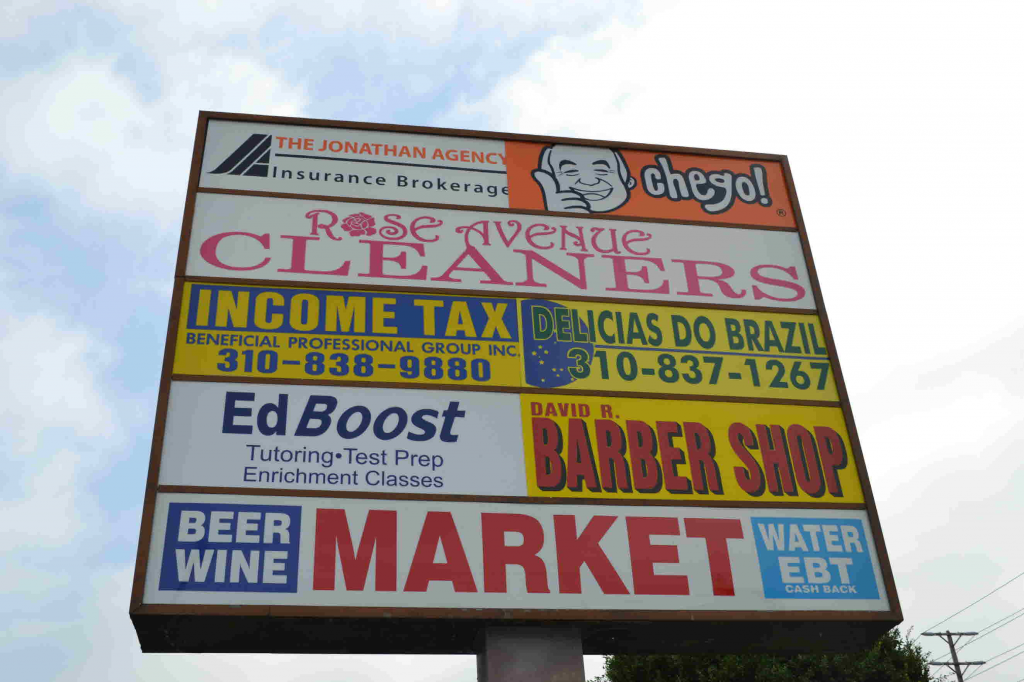 THE JONATHAN AGENCY
Insurance Brokerage
chego!
®
ROSE AVENUE
CLEANERS
INCOME TAX
BENEFICIAL PROFESSIONAL GROUP INC.
310-838-9880
DELICIAS DO BRAZIL
310-837-1267
EdBoost
Tutoring•Test Prep
Enrichment Classes
DAVID R.
BARBER SHOP
BEER
WINE
MARKET
WATER
EBT
CASH BACK